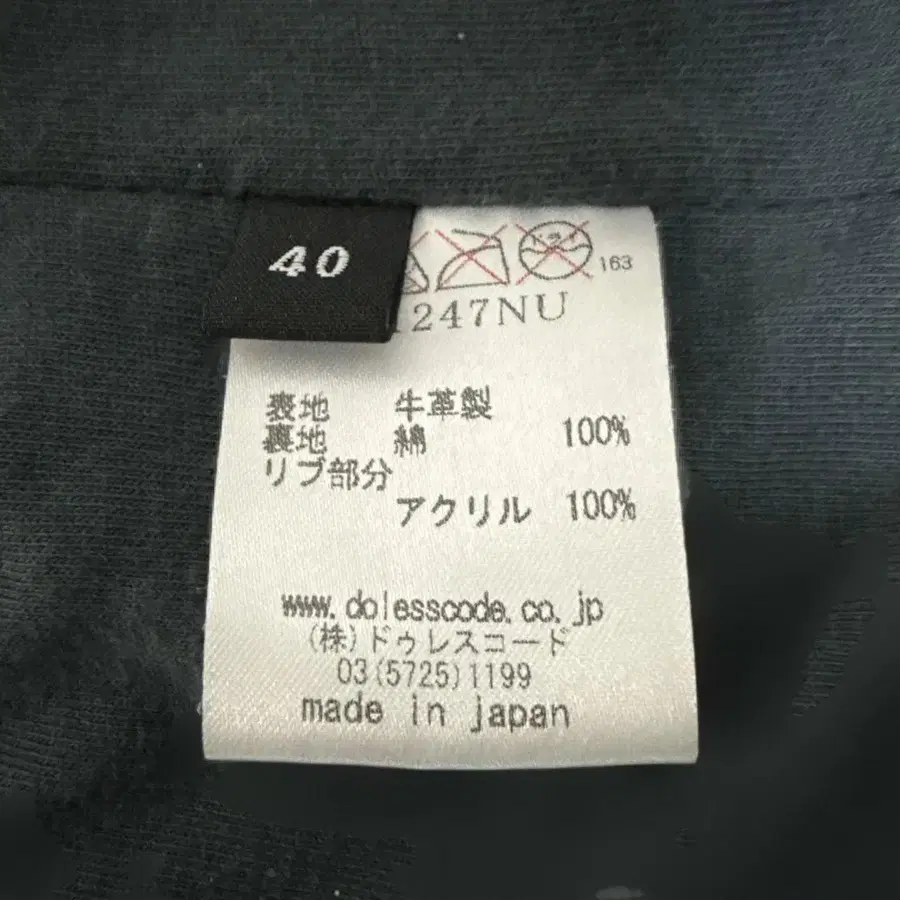 40
163
1247NU
表地 牛革製
裏地 綿 100%
リブ部分
アクリル 100%
www.dolesscode.co.jp
(株)ドゥレスコード
03(5725)1199
made in japan